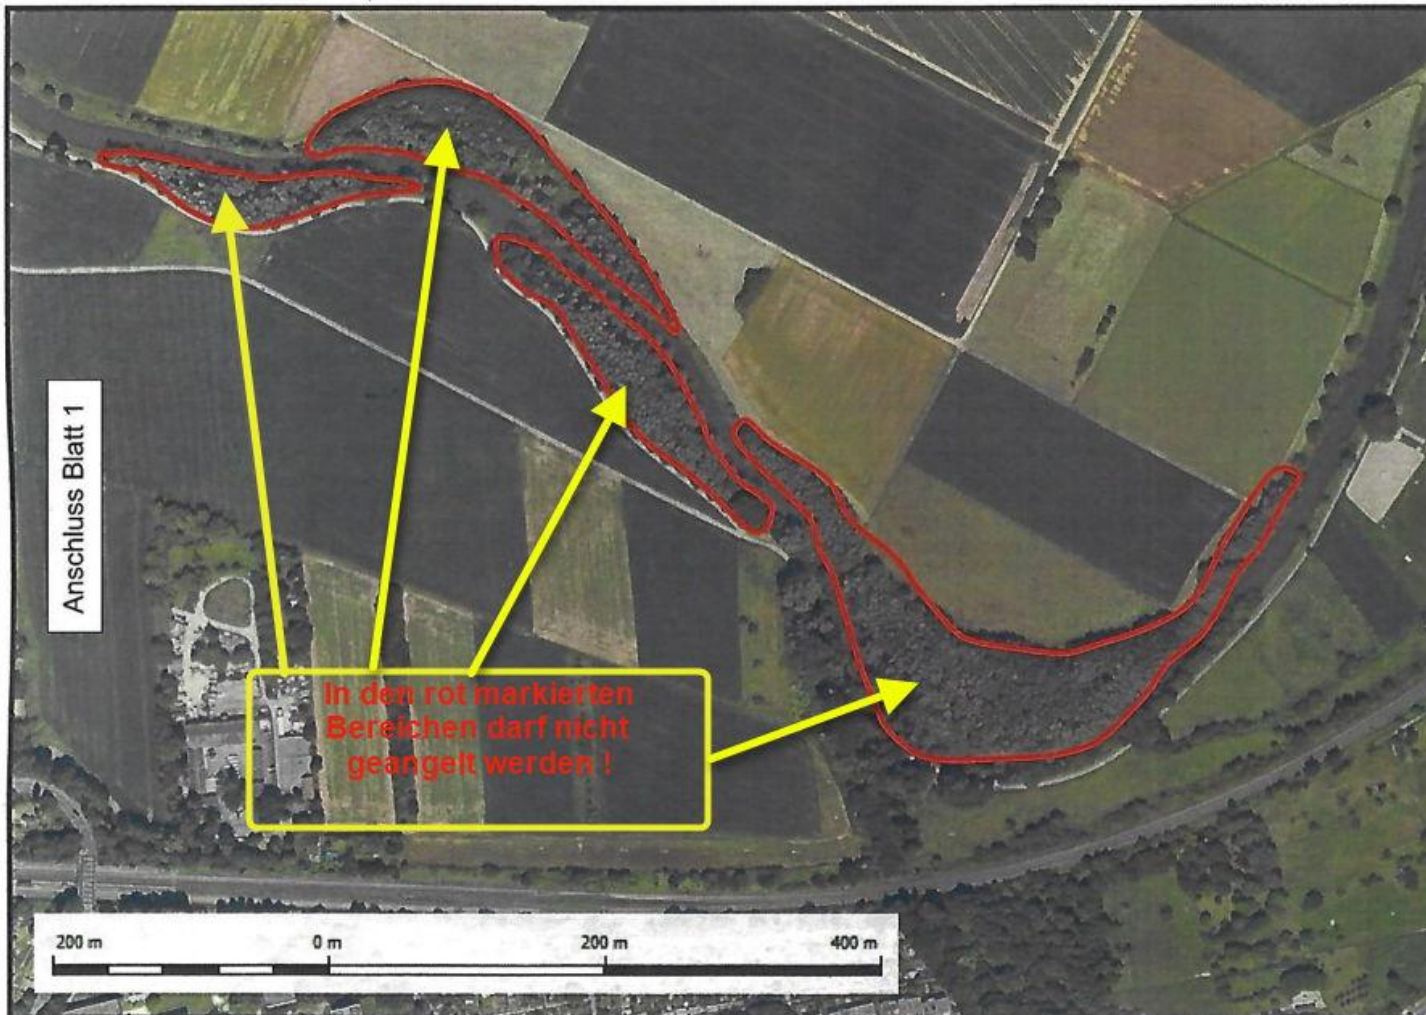 Anschluss Blatt 1
In den rot markierten
Bereichen darf nicht
geangelt werden !
200 m 0 m 200 m 400 m